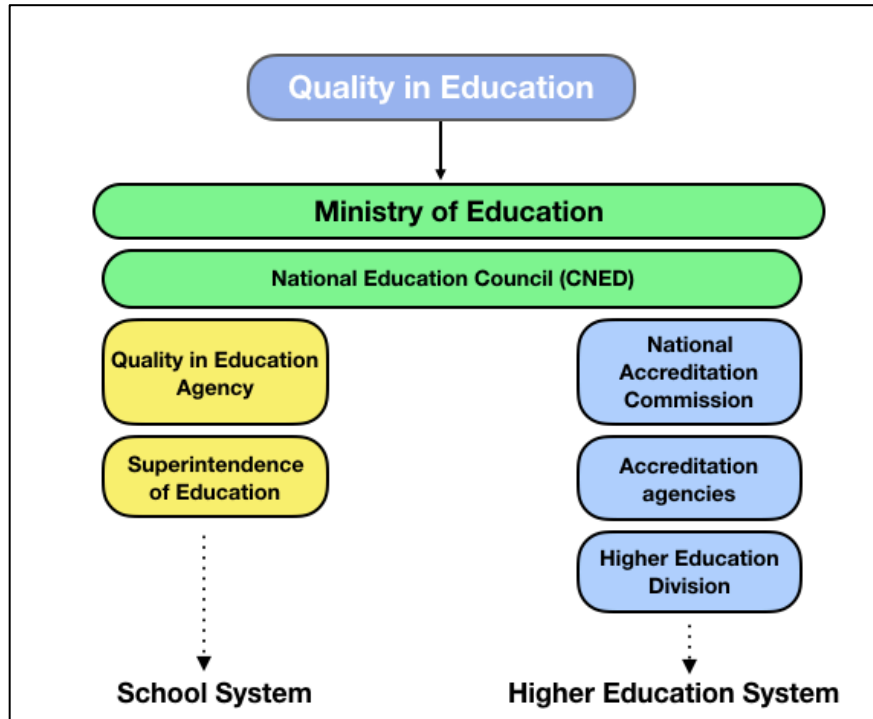 Quality in Education
Ministry of Education
National Education Council (CNED)
Quality in Education
Agency
Superintendence
of Education
School System
National
Accreditation
Commission
Accreditation
agencies
Higher Education
Division
Higher Education System